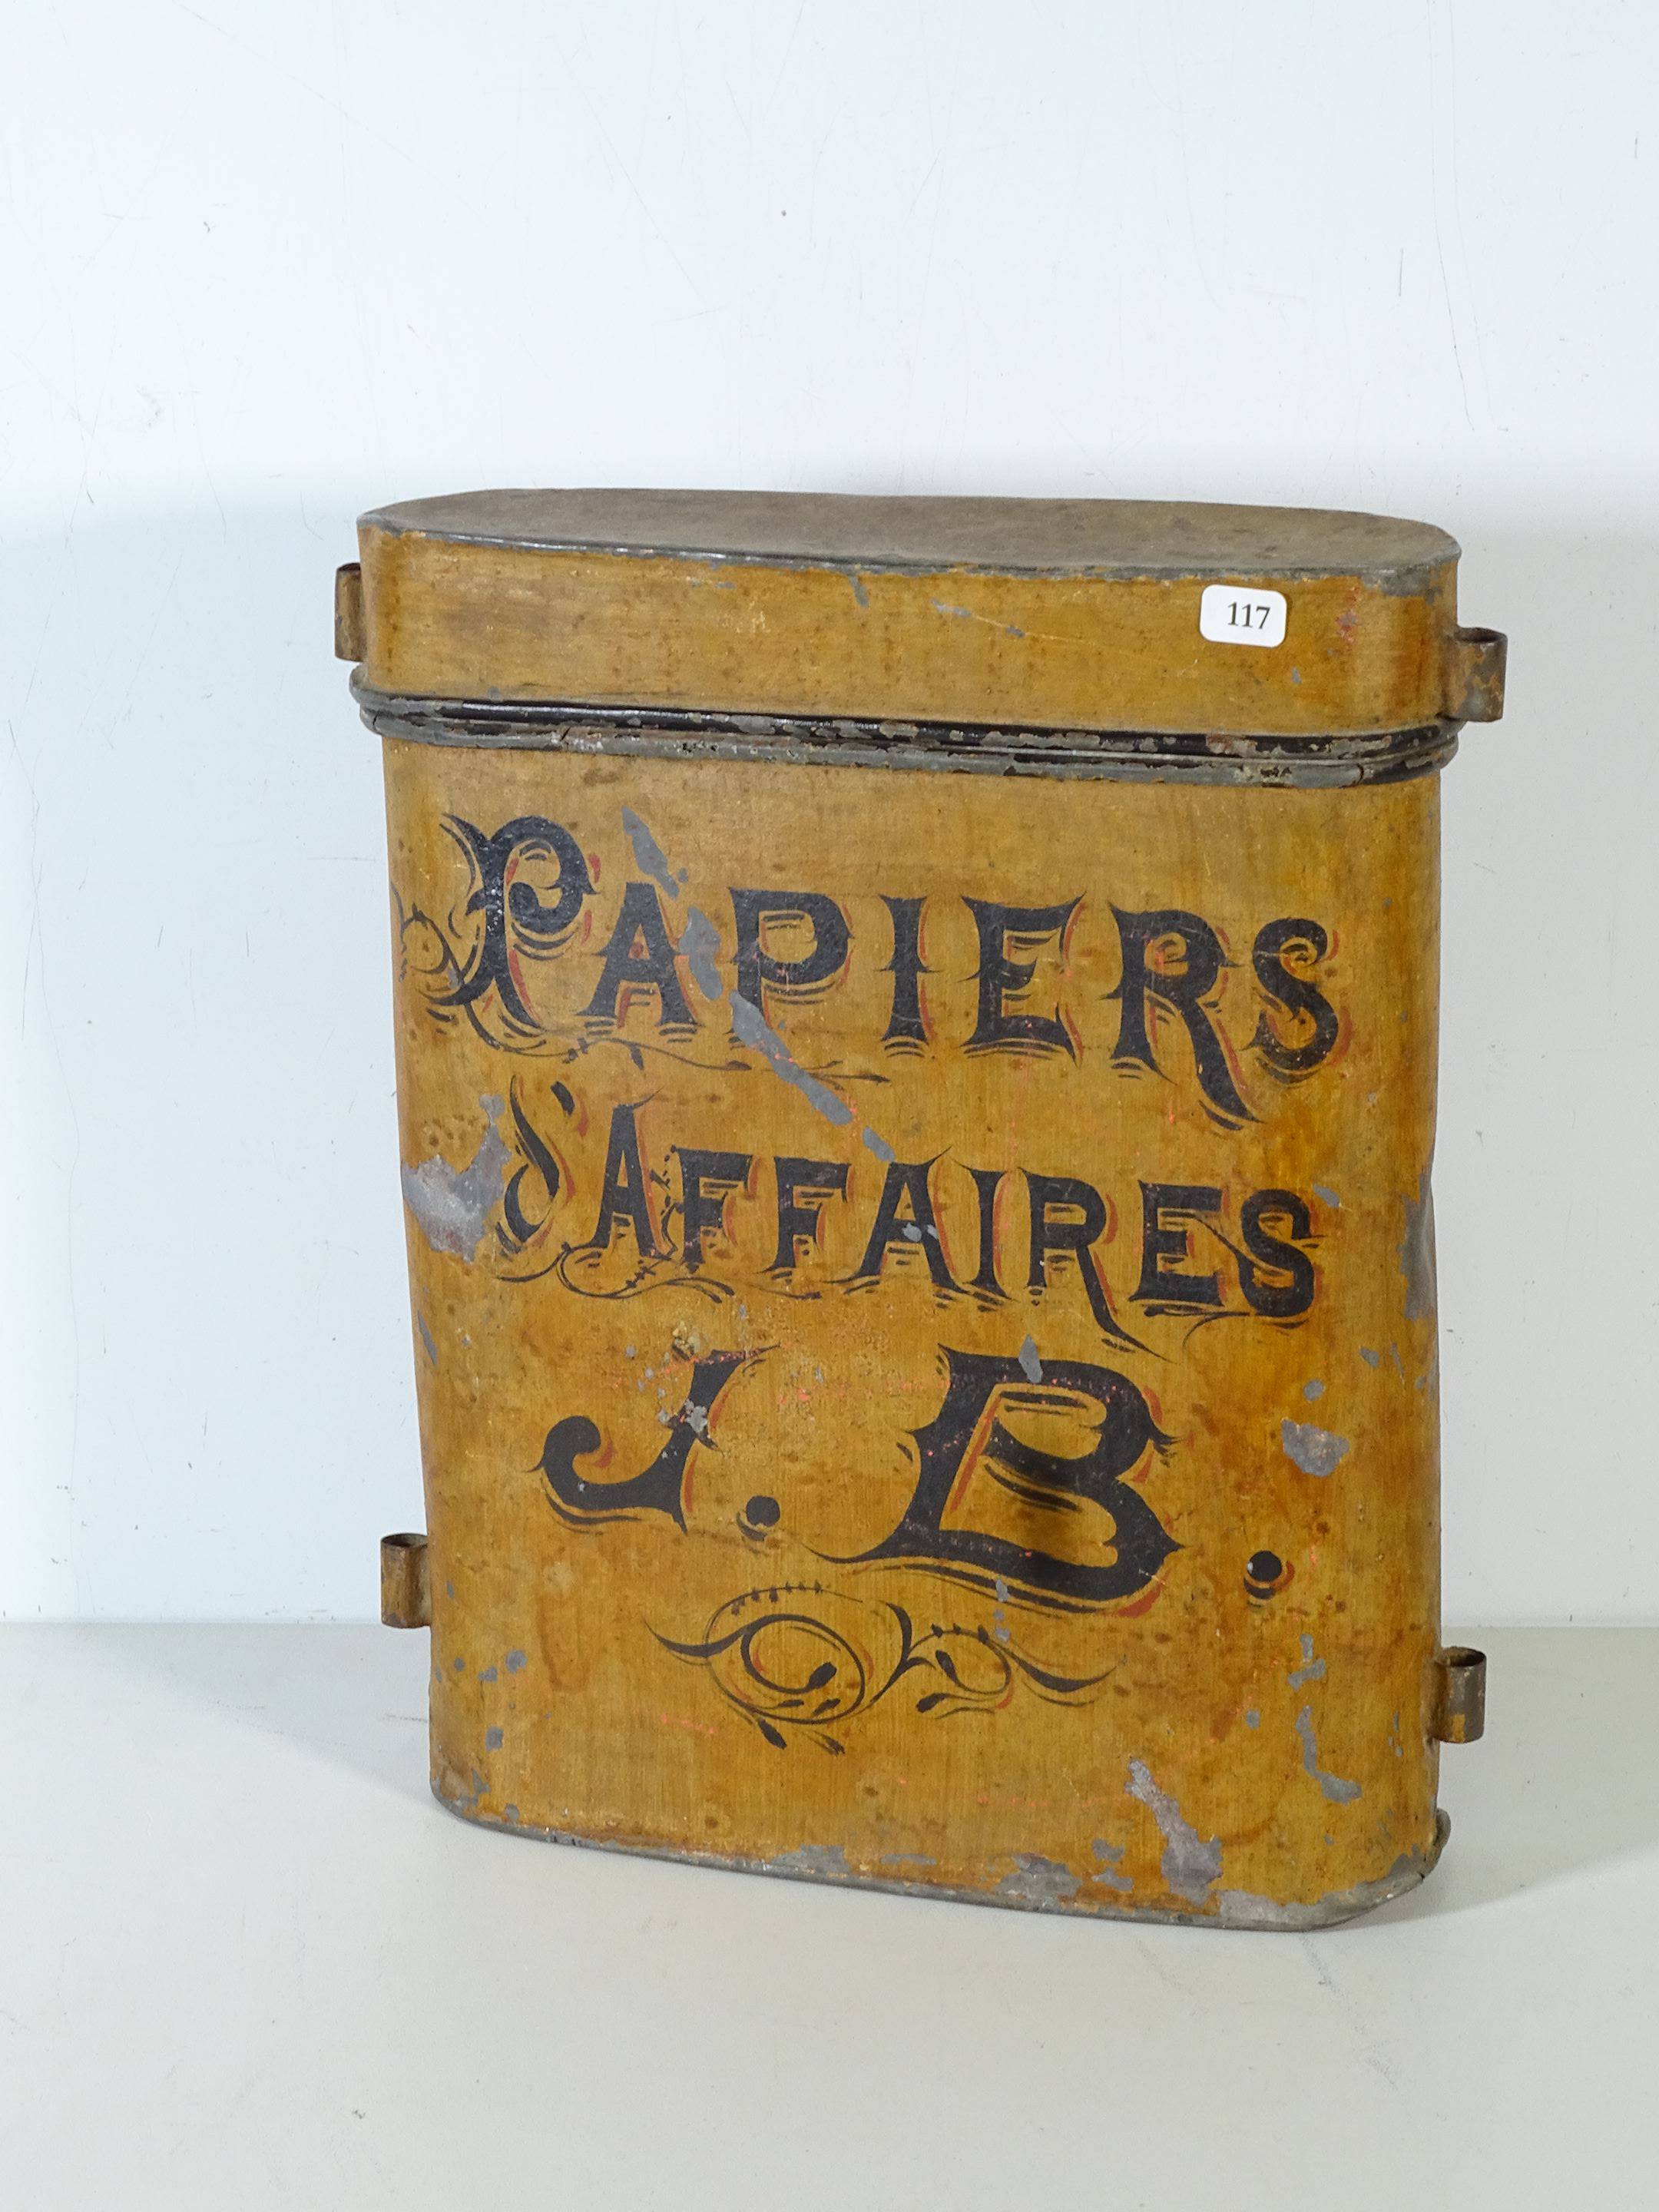 117
PAPIERS
d'AFFAIRES
J. B.